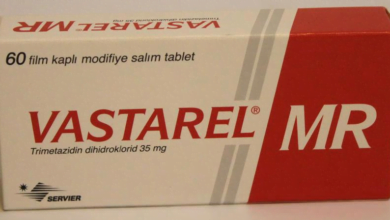 VASTAREL
MR
60 film kaplı modifiye salım tablet
VASTAREL® MR
Trimetazidin dihidroklorid 35 mg
SERVIER